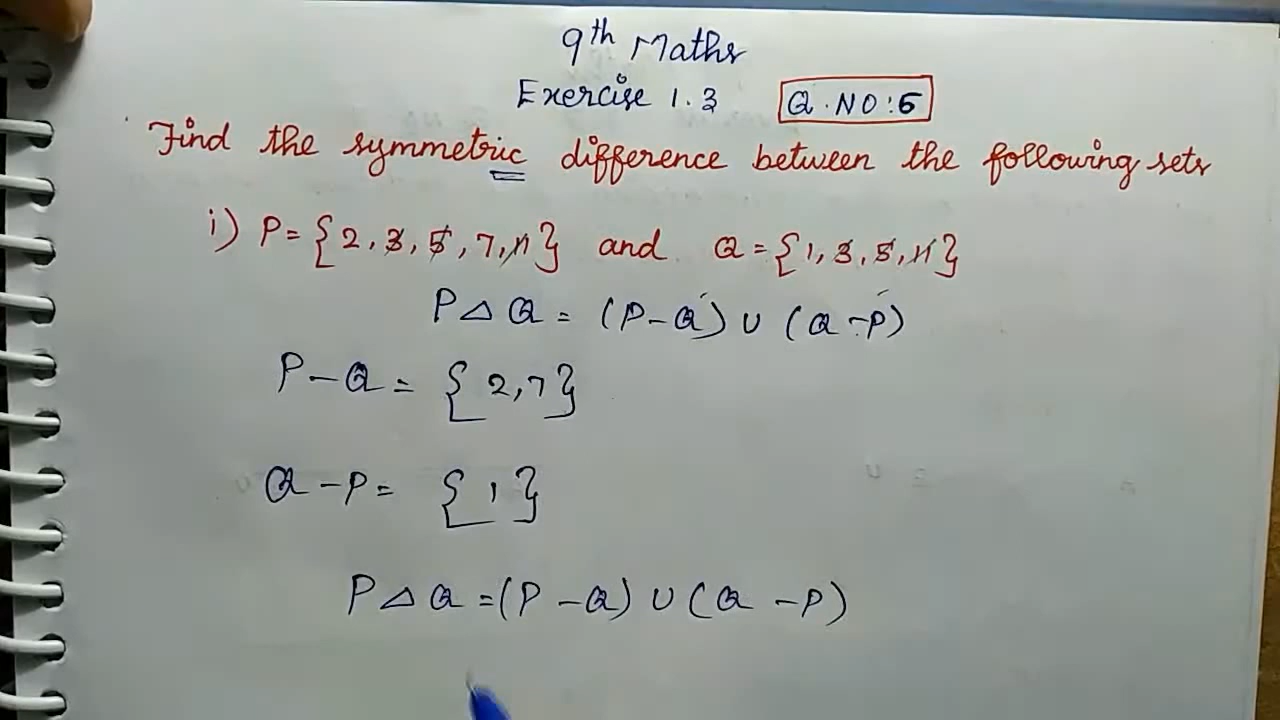 9th Maths
Exercise 1.3 Q.NO:5
Find the symmetric difference between the following sets
i) P={2,3,5,7,11} and Q={1,3,5,11}
P△Q=(P-Q)∪(Q-P)
P-Q={2,7}
Q-P={1}
P△Q=(P-Q)∪(Q-P)